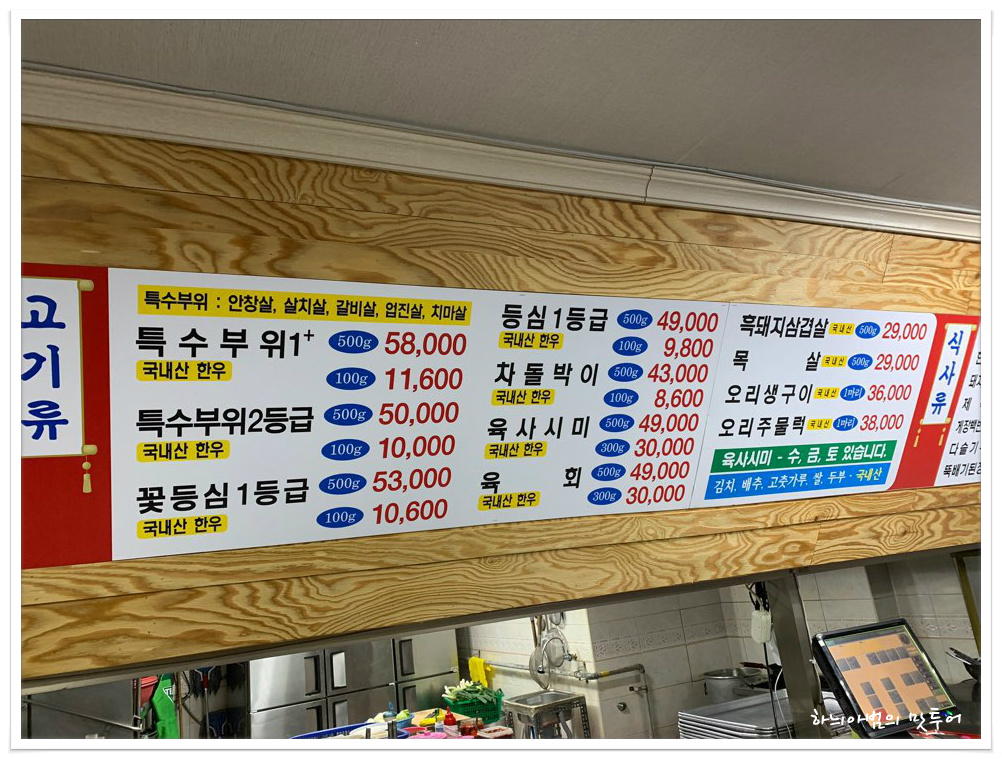 고기류
특수부위 : 안창살, 살치살, 갈비살, 업진살, 치마살
특수부위1+ 500g 58,000
국내산 한우 100g 11,600
특수부위2등급 500g 50,000
국내산 한우 100g 10,000
꽃등심1등급 500g 53,000
국내산 한우 100g 10,600
등심1등급 500g 49,000
국내산 한우 100g 9,800
차돌박이 500g 43,000
국내산 한우 100g 8,600
육사시미 500g 49,000
국내산 한우 300g 30,000
육회 500g 49,000
국내산 한우 300g 30,000
흑돼지삼겹살 국내산 500g 29,000
목살 국내산 500g 29,000
오리생구이 국내산 1마리 36,000
오리주물럭 국내산 1마리 38,000
육사시미 - 수, 금, 토 있습니다.
김치, 배추, 고춧가루, 쌀, 두부 - 국내산
식사류
다슬기
뚝배기된장
하늬아범의 맛투어